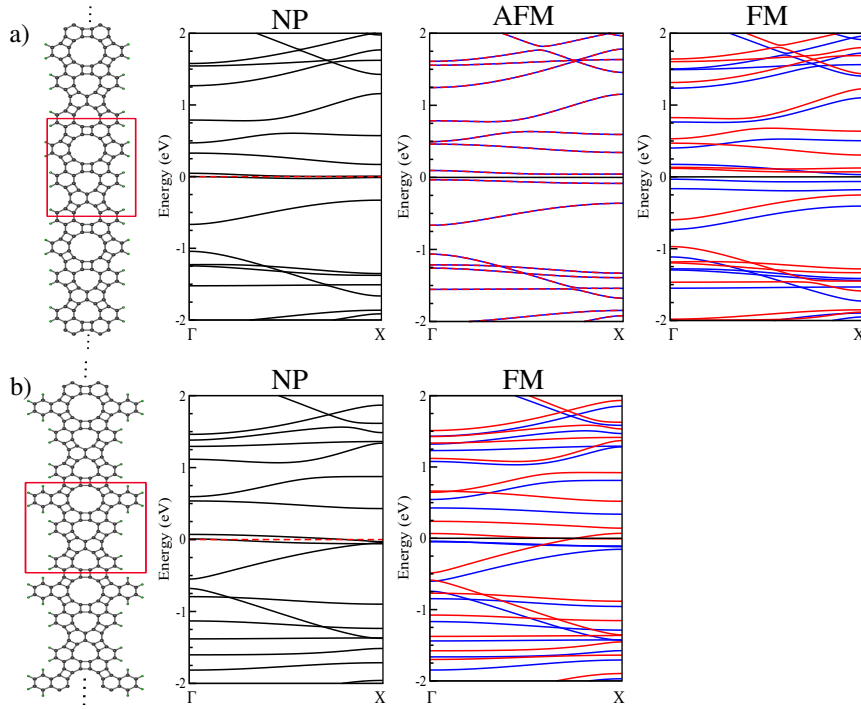 NP AFM FM
a)
Energy (eV) Energy (eV) Energy (eV)
2 2 2
1 1 1
0 0 0
-1 -1 -1
-2 -2 -2
Γ X Γ X Γ X
b)
NP FM
Energy (eV) Energy (eV)
2 2
1 1
0 0
-1 -1
-2 -2
Γ X Γ X